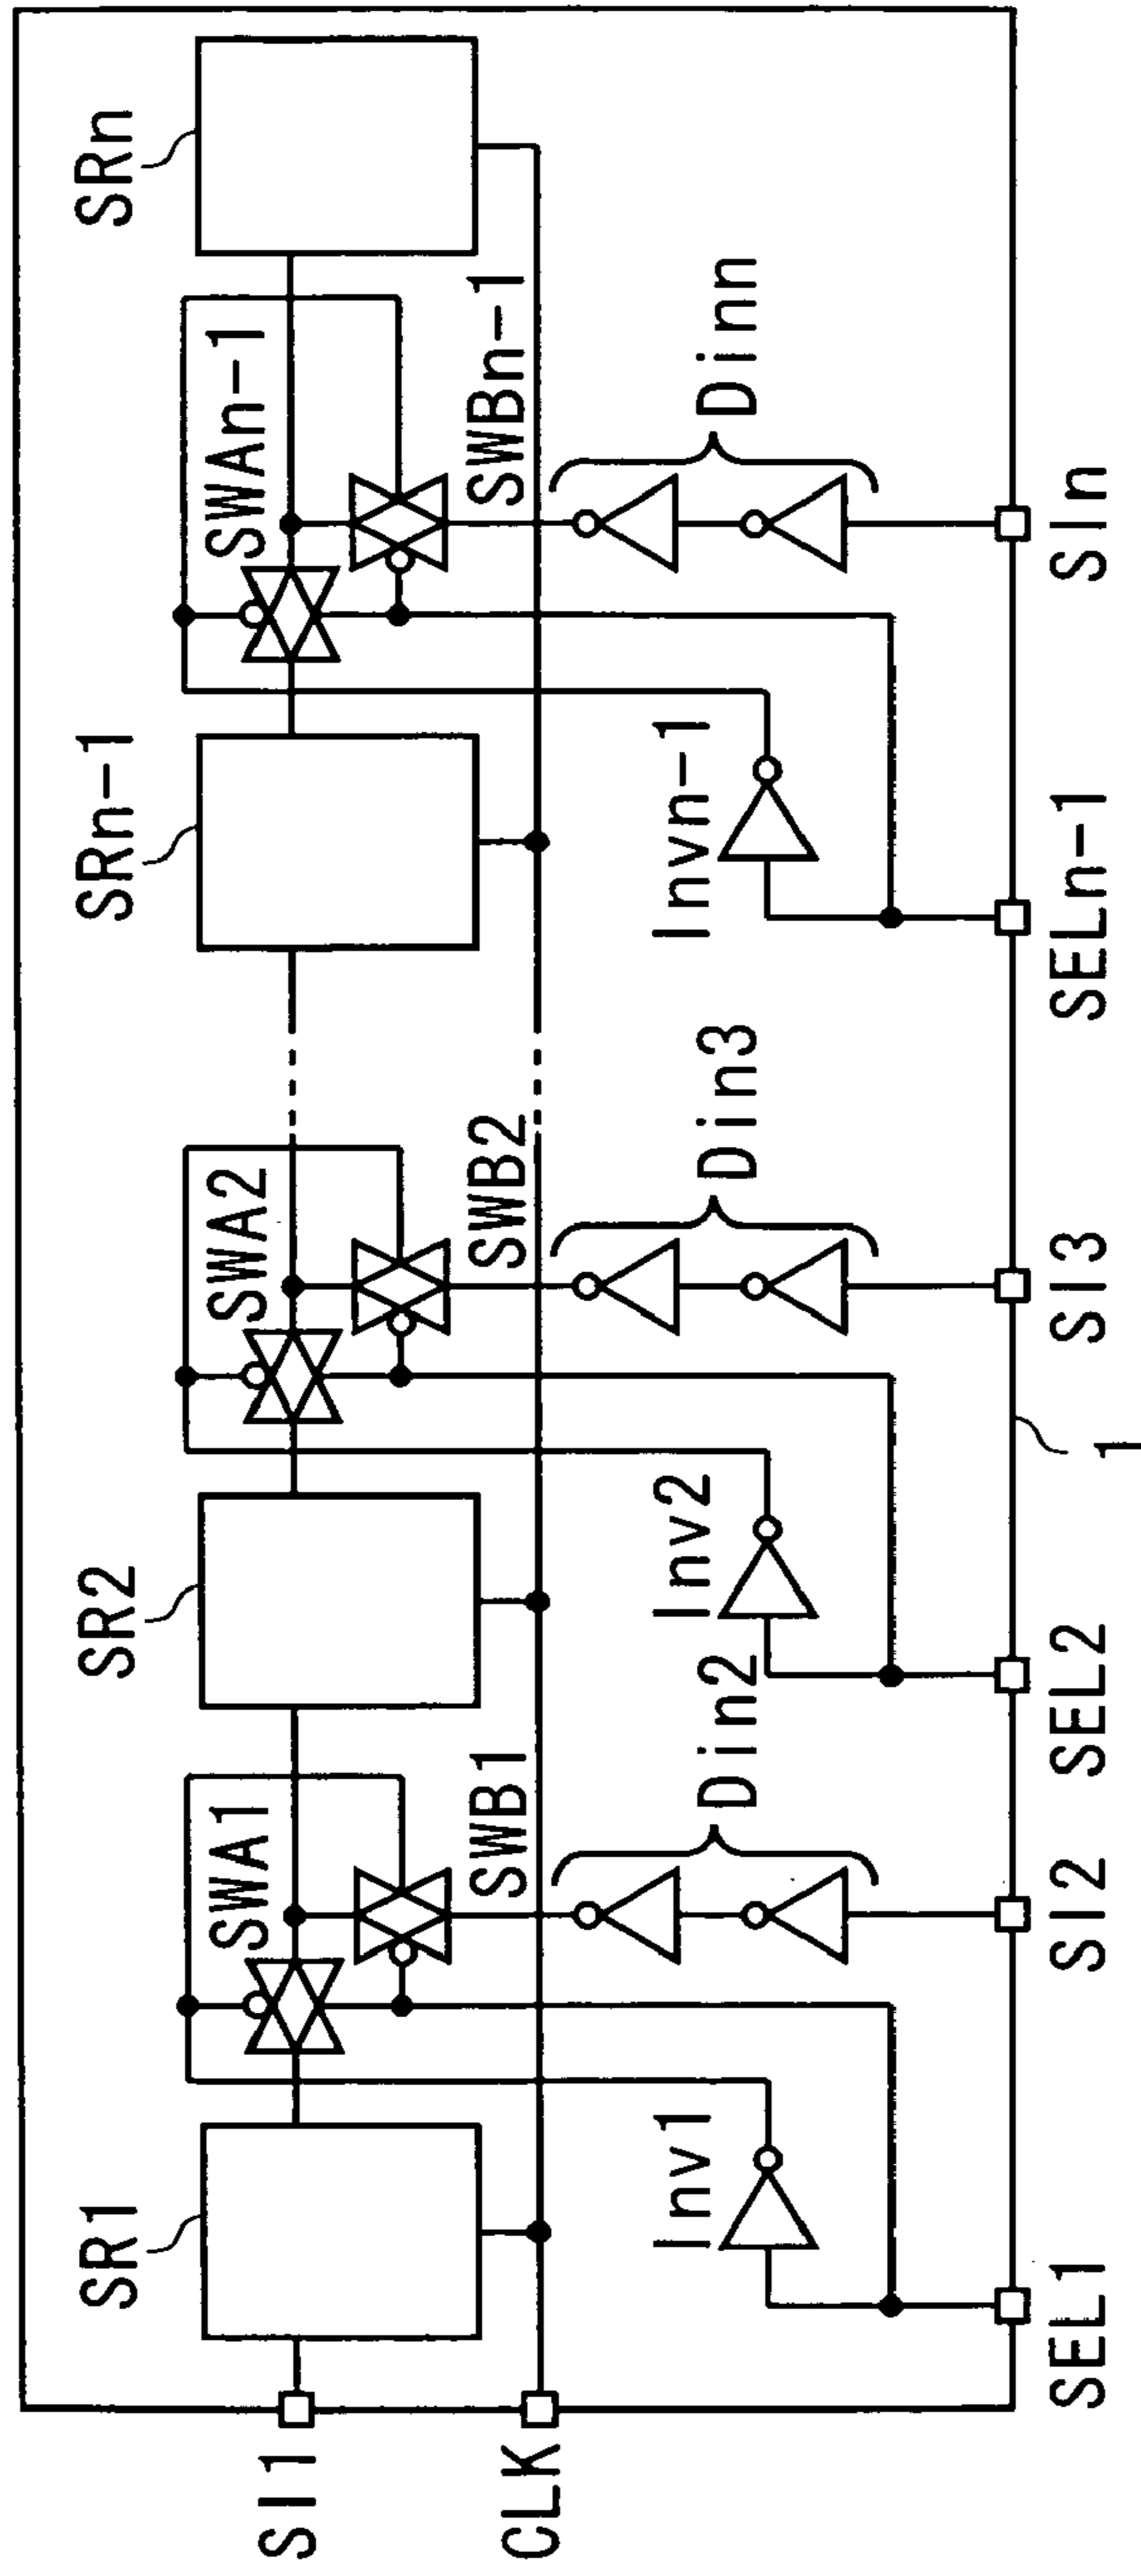 SR1
SR2
SRn-1
SRn
SWA1
SWA2
SWAn-1
SI1
SWB1
SWB2
SWBn-1
CLK
Inv1
Din2
Inv2
Din3
Invn-1
Dinn
SEL1
SI2
SEL2
1
SI3
SELn-1
SIn